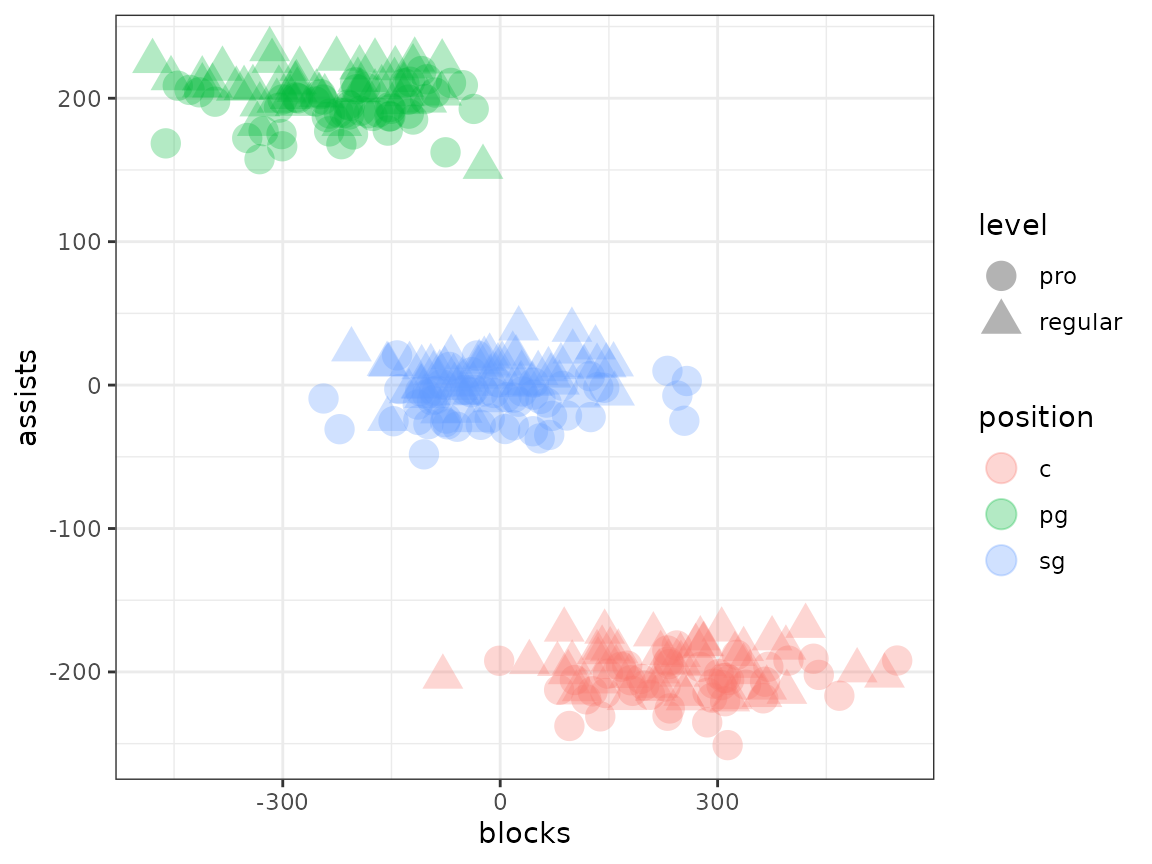 200
100
0
-100
-200
assists
-300
0
300
blocks
level
pro
regular
position
c
pg
sg